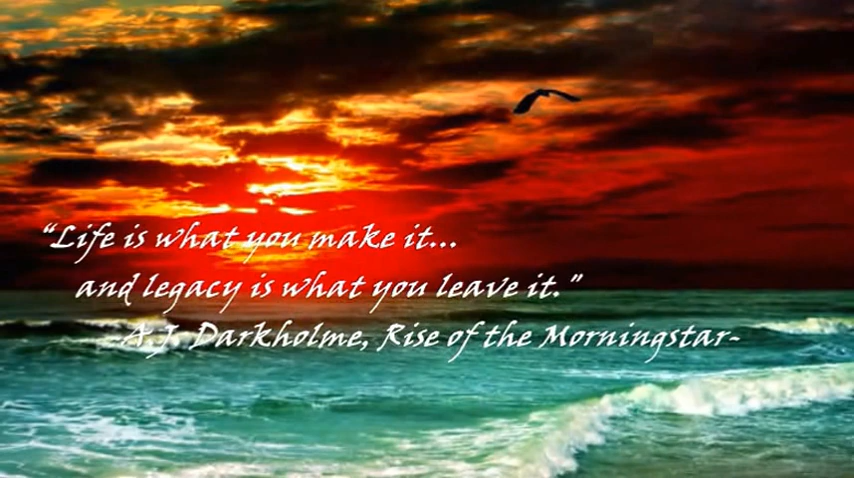 “Life is what you make it...
and legacy is what you leave it.”
-A.J. Darkholme, Rise of the Morningstar-